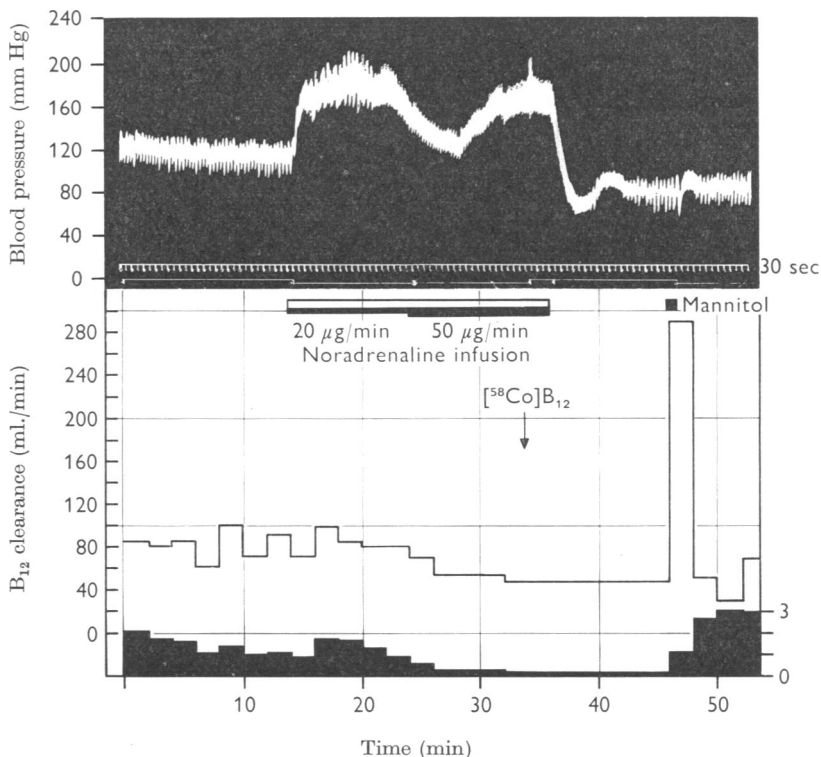 240
200
160
120
80
40
0
Blood pressure (mm Hg)
30 sec
20 μg/min 50 μg/min
Noradrenaline infusion
Mannitol
[⁵⁸Co]B₁₂
280
240
200
160
120
80
40
0
B₁₂ clearance (ml./min)
3
0
10 20 30 40 50
Time (min)